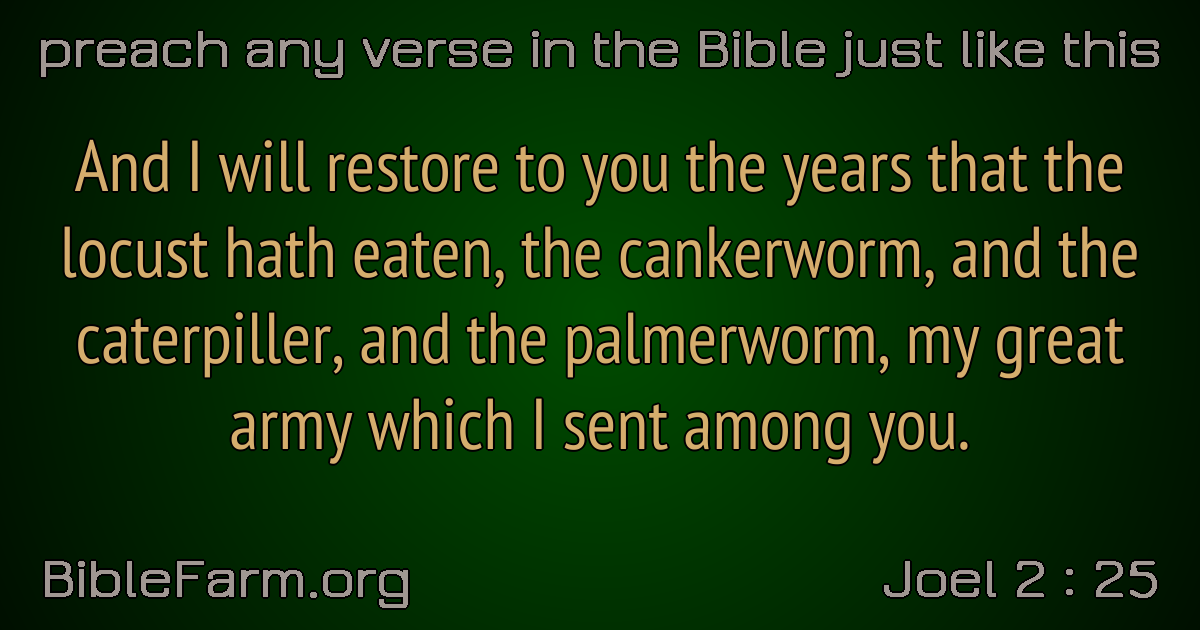 preach any verse in the Bible just like this
And I will restore to you the years that the
locust hath eaten, the cankerworm, and the
caterpiller, and the palmerworm, my great
army which I sent among you.
BibleFarm.org
Joel 2 : 25